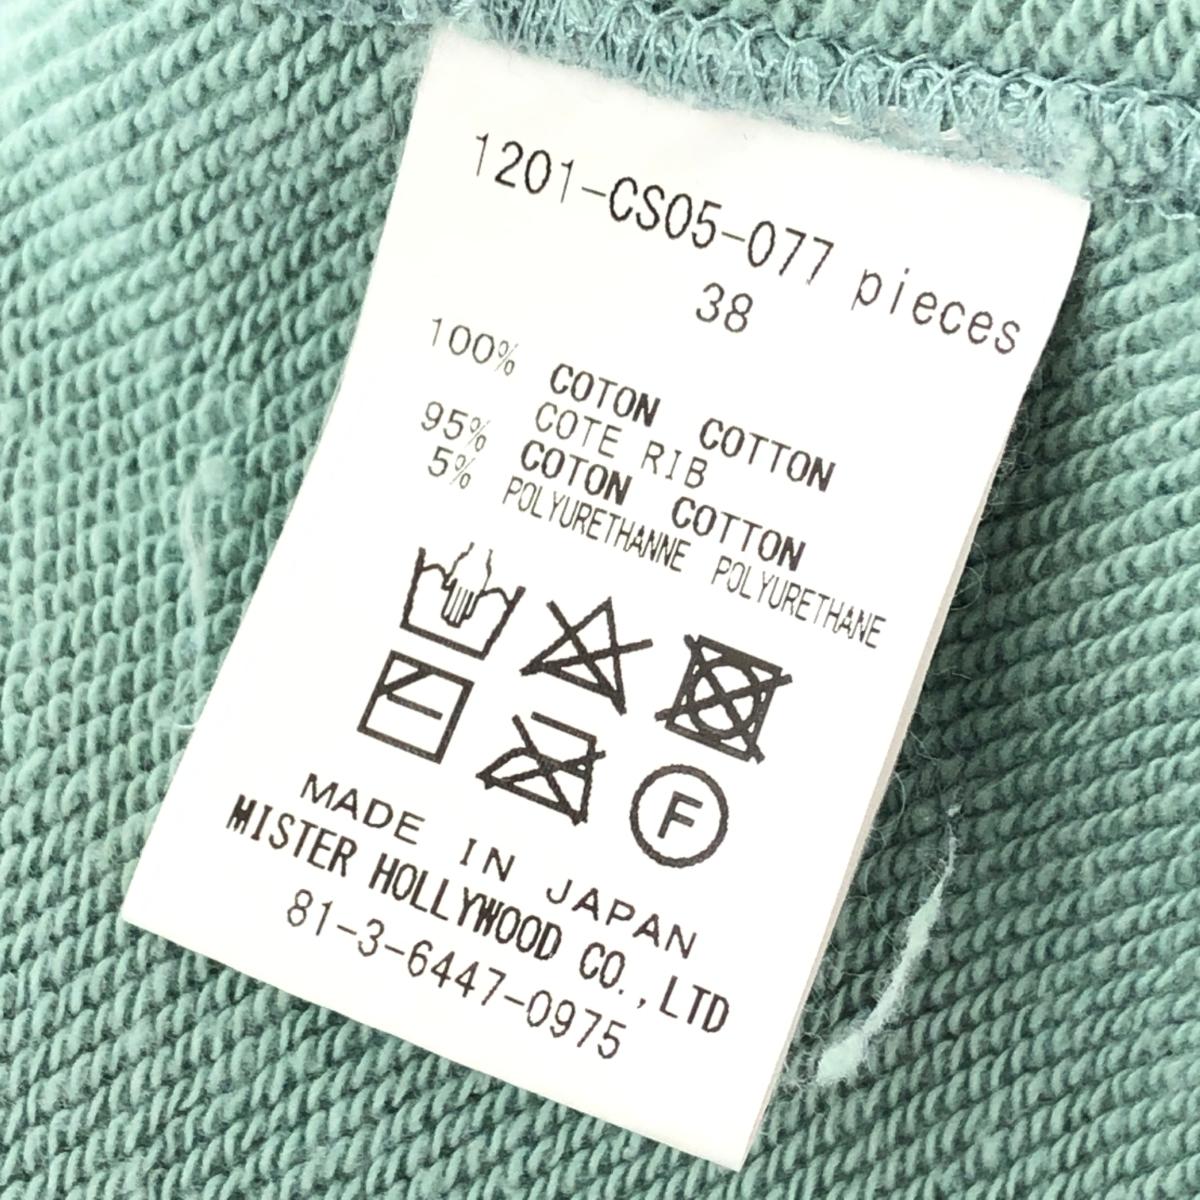 1201-CS05-077 pieces
38
100% COTON COTTON
COTE RIB
95% COTON COTTON
5% POLYURETHANNE POLYURETHANE
F
MADE IN JAPAN
MISTER HOLLYWOOD CO.,LTD
81-3-6447-0975